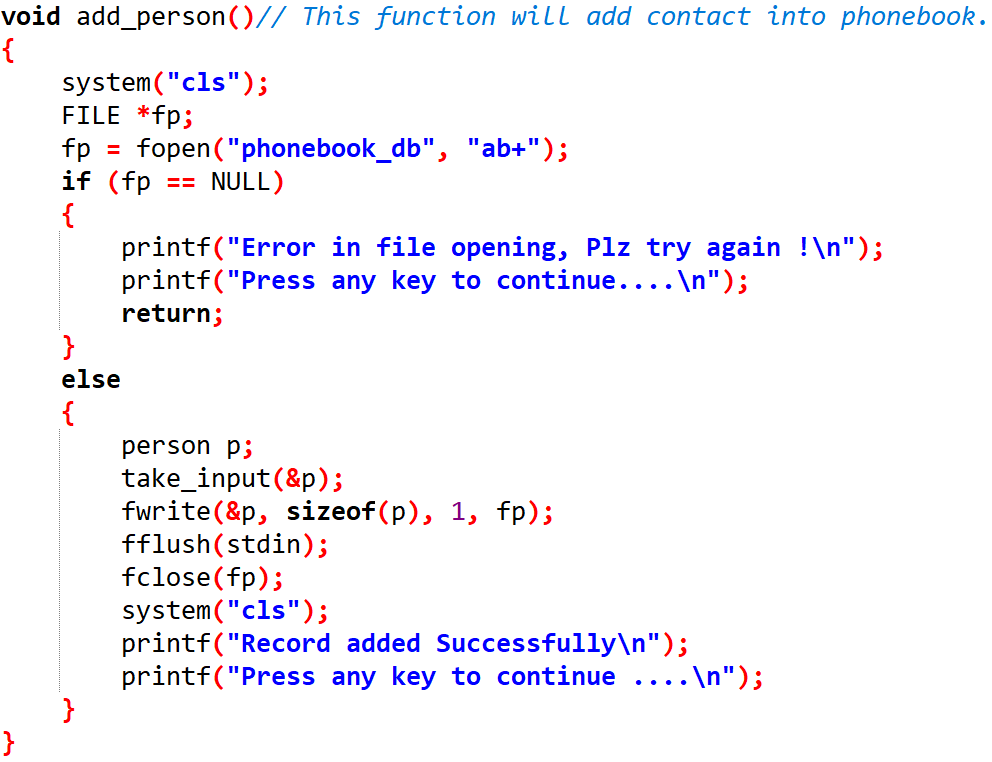 void add_person()// This function will add contact into phonebook.
{
    system("cls");
    FILE *fp;
    fp = fopen("phonebook_db", "ab+");
    if (fp == NULL)
    {
        printf("Error in file opening, Plz try again !\n");
        printf("Press any key to continue....\n");
        return;
    }
    else
    {
        person p;
        take_input(&p);
        fwrite(&p, sizeof(p), 1, fp);
        fflush(stdin);
        fclose(fp);
        system("cls");
        printf("Record added Successfully\n");
        printf("Press any key to continue ....\n");
    }
}